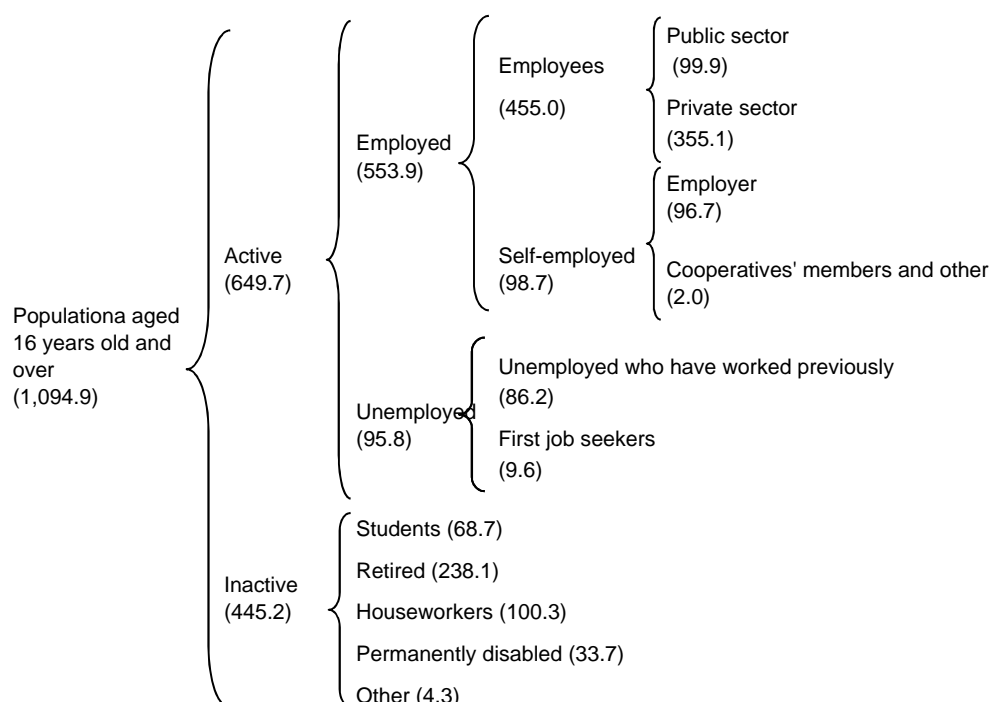 Populationa aged
16 years old and
over
(1,094.9)
Active
(649.7)
Employed
(553.9)
Employees
(455.0)
Public sector
(99.9)
Private sector
(355.1)
Self-employed
(98.7)
Employer
(96.7)
Cooperatives' members and other
(2.0)
Unemployed
(95.8)
Unemployed who have worked previously
(86.2)
First job seekers
(9.6)
Inactive
(445.2)
Students (68.7)
Retired (238.1)
Houseworkers (100.3)
Permanently disabled (33.7)
Other (4.3)